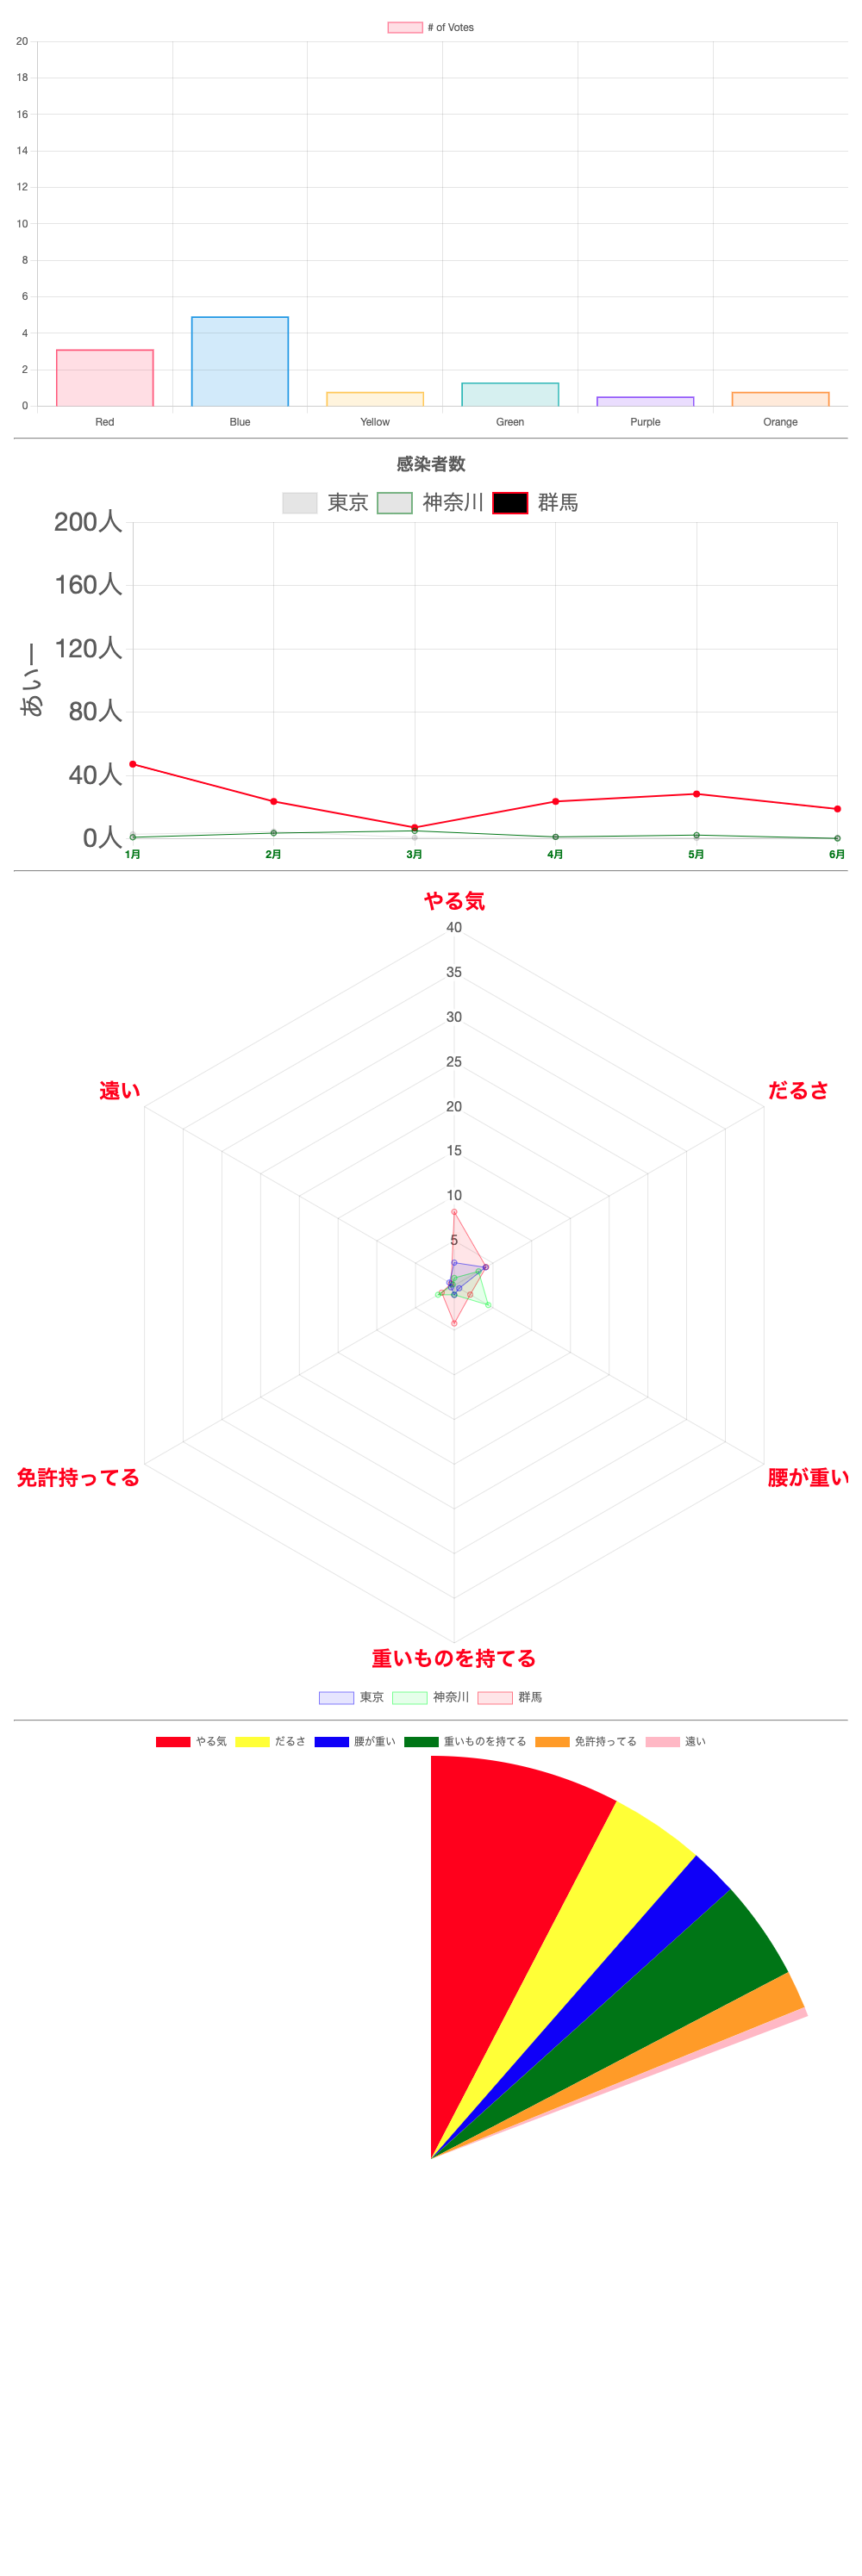 # of Votes
20
18
16
14
12
10
8
6
4
2
0
Red Blue Yellow Green Purple Orange
感染者数
東京 神奈川 群馬
あいー
200人
160人
120人
80人
40人
0人
1月 2月 3月 4月 5月 6月
やる気
40
35
30
25
遠い だるさ
20
15
10
5
免許持ってる 腰が重い
重いものを持てる
東京 神奈川 群馬
やる気 だるさ 腰が重い 重いものを持てる 免許持ってる 遠い